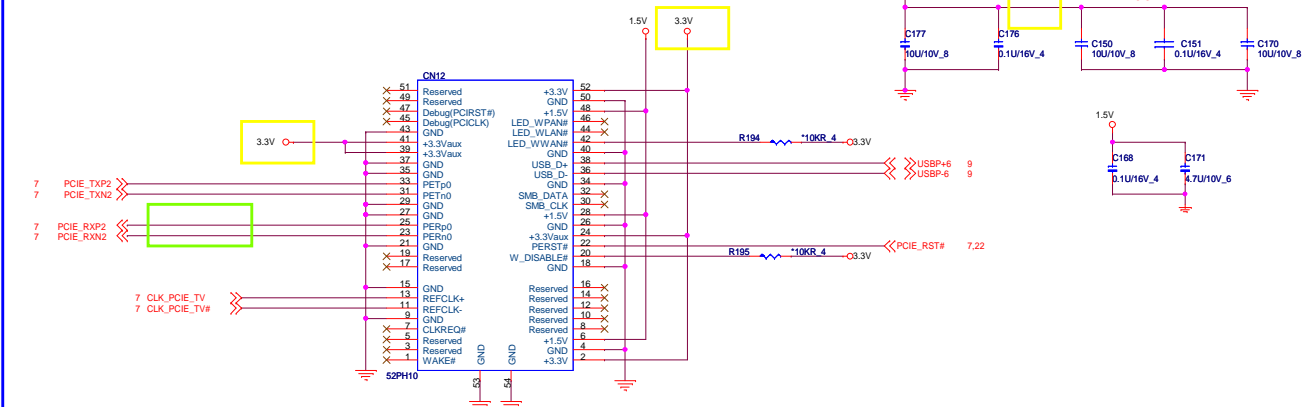 1.5V 3.3V
C177 C176 C150 C151 C170
10U/10V_8 0.1U/16V_4 10U/10V_8 0.1U/16V_4 10U/10V_8
CN12
51 Reserved +3.3V 52
49 Reserved GND 50
47 Debug(PCIRST#) +1.5V 48
45 Debug(PCICLK) LED_WPAN# 46
43 GND LED_WLAN# 44
3.3V 41 +3.3Vaux LED_WWAN# 42 R194 *10KR_4 3.3V
39 +3.3Vaux GND 40
37 GND USB_D+ 38 USBP+6 9
35 GND USB_D- 36 USBP-6 9
7 PCIE_TXP2 33 PETp0 GND 34
7 PCIE_TXN2 31 PETn0 SMB_DATA 32
29 GND SMB_CLK 30
27 GND +1.5V 28
7 PCIE_RXP2 25 PERp0 GND 26
7 PCIE_RXN2 23 PERn0 +3.3Vaux 24
21 GND PERST# 22 PCIE_RST# 7,22
19 Reserved W_DISABLE# 20 R195 *10KR_4 3.3V
17 Reserved GND 18
15 GND Reserved 16
7 CLK_PCIE_TV 13 REFCLK+ Reserved 14
7 CLK_PCIE_TV# 11 REFCLK- Reserved 12
9 GND Reserved 10
7 CLKREQ# Reserved 8
5 Reserved +1.5V 6
3 Reserved GND 4
1 WAKE# +3.3V 2
GND GND
52PH10
53 54
1.5V
C168 C171
0.1U/16V_4 4.7U/10V_6